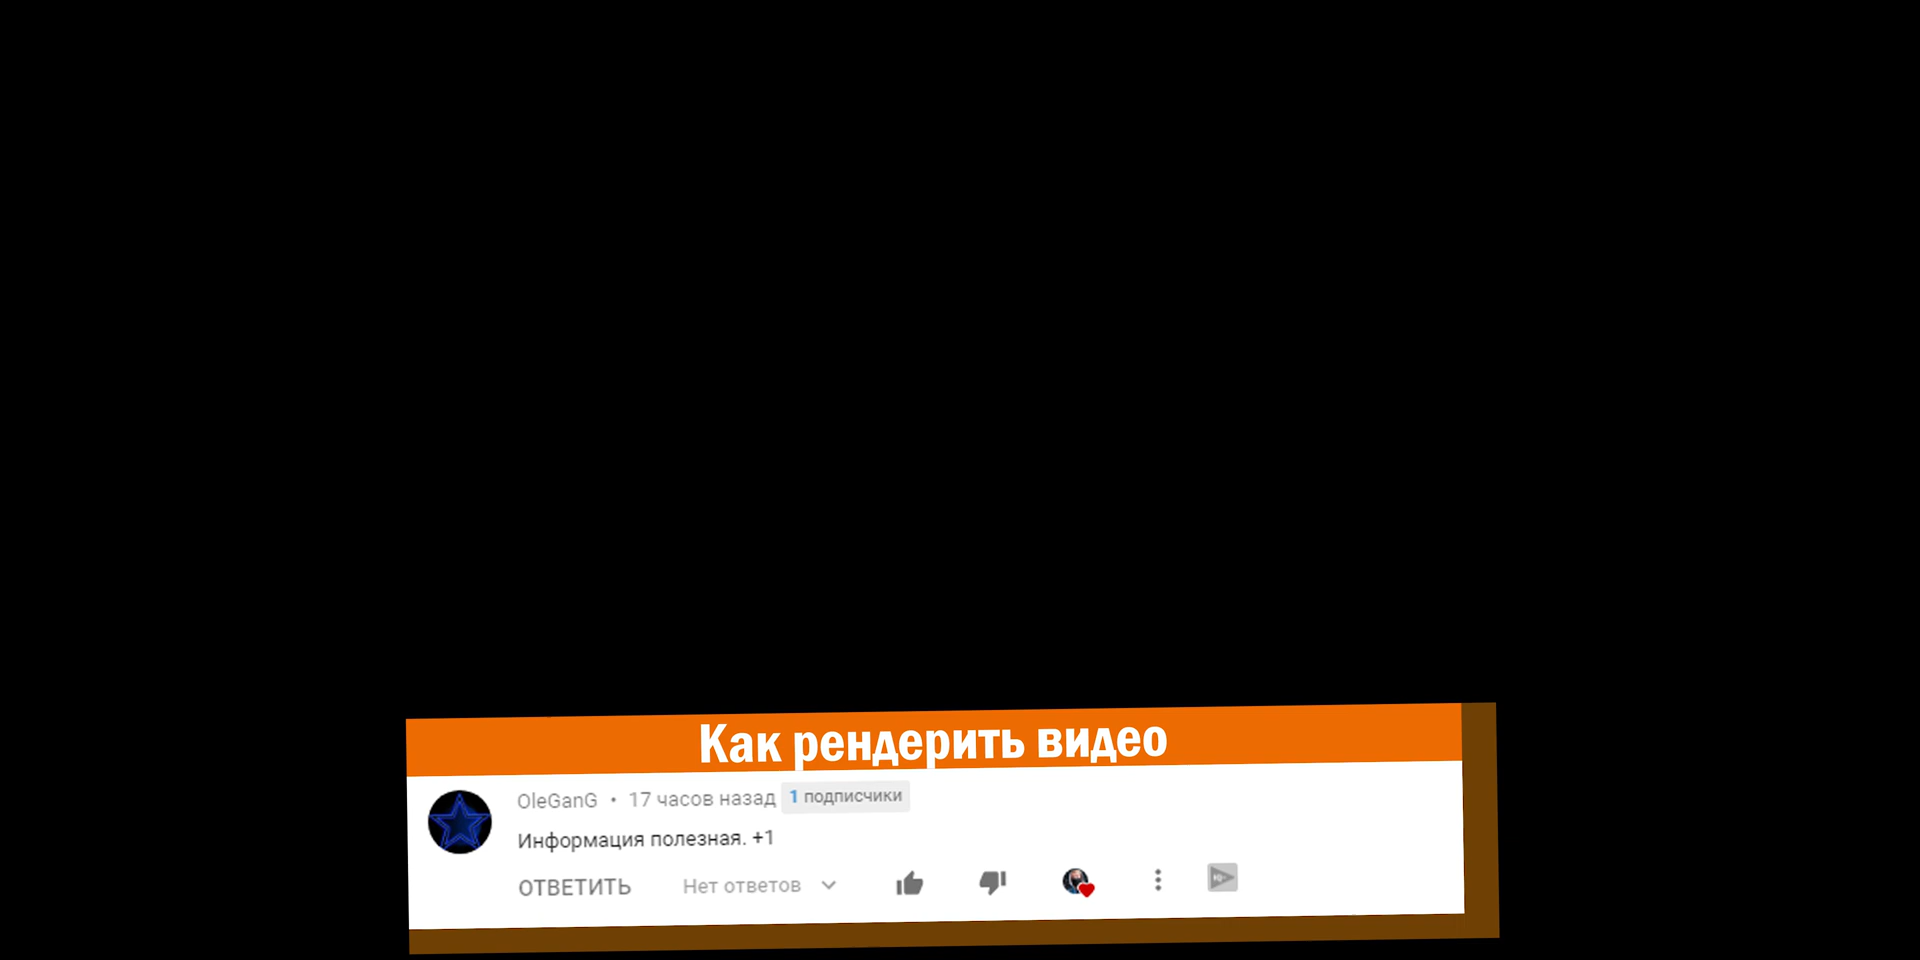 Как рендерить видео
OleGanG • 17 часов назад 1 подписчики
Информация полезная. +1
ОТВЕТИТЬ Нет ответов